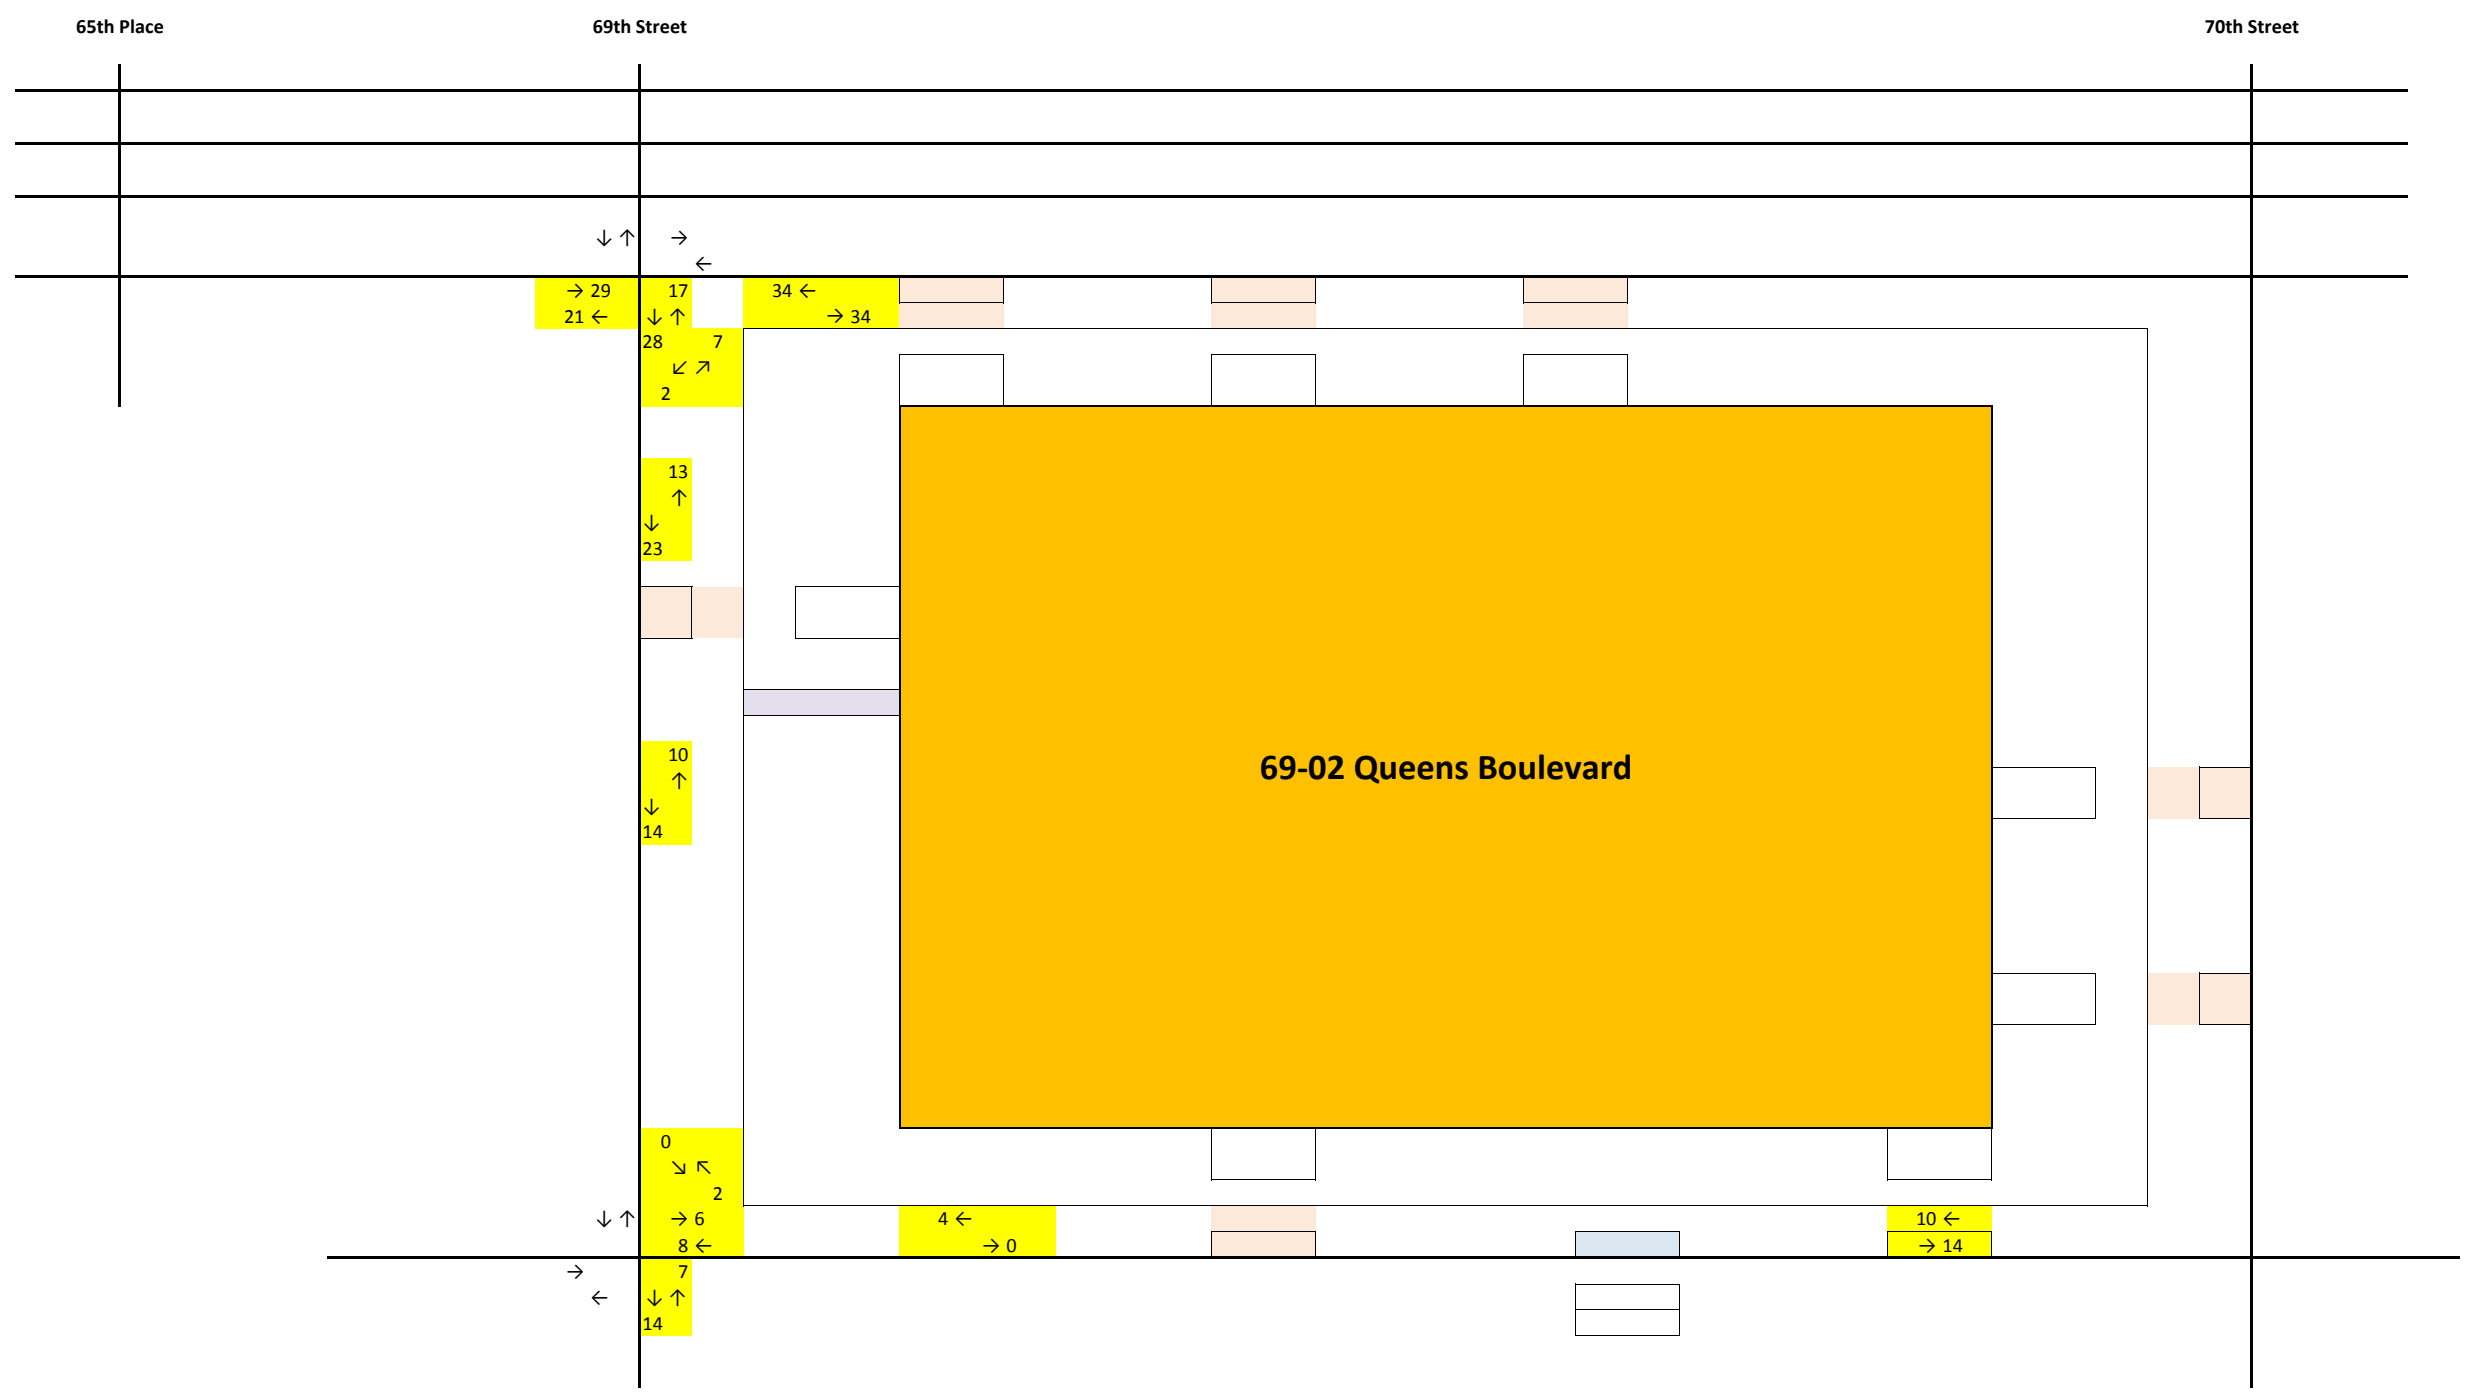 65th Place 69th Street 70th Street
↓ ↑ →
←
→ 29 17 34 ←
21 ← ↓ ↑ → 34
28 7
↙ ↗
2
13
↑
↓
23
10
↑
↓
14
69-02 Queens Boulevard
0
↘ ↖
2
↓ ↑ → 6 4 ← 10 ←
8 ← → 0 → 14
→ 7
← ↓ ↑
14